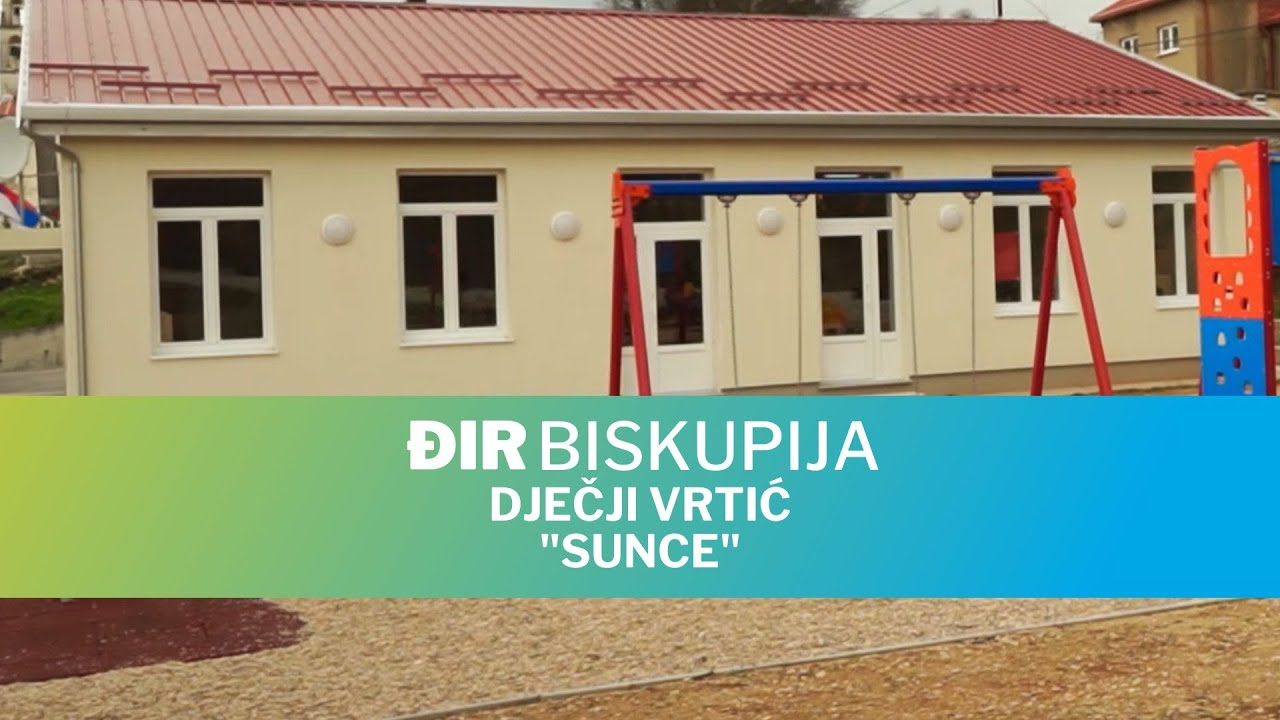 ĐIR BISKUPIJA
DJEČJI VRTIĆ
"SUNCE"